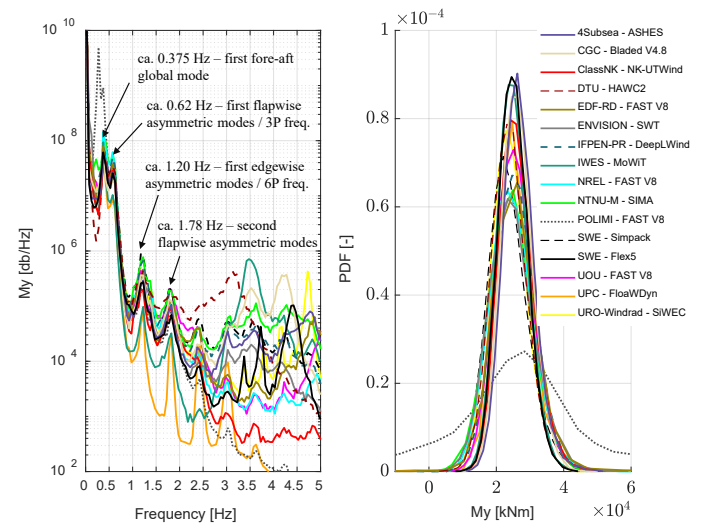 10 10
10 8
10 6
10 4
10 2
My [db/Hz]
0 0.5 1 1.5 2 2.5 3 3.5 4 4.5 5
Frequency [Hz]
ca. 0.375 Hz – first fore-aft
global mode
ca. 0.62 Hz – first flapwise
asymmetric modes / 3P freq.
ca. 1.20 Hz – first edgewise
asymmetric modes / 6P freq.
ca. 1.78 Hz – second
flapwise asymmetric modes
1 ×10⁻⁴
0.8
0.6
0.4
0.2
0
PDF [-]
0 2 4 6
×10⁴
My [kNm]
4Subsea - ASHES
CGC - Bladed V4.8
ClassNK - NK-UTWind
DTU - HAWC2
EDF-RD - FAST V8
ENVISION - SWT
IFPEN-PR - DeepLWind
IWES - MoWiT
NREL - FAST V8
NTNU-M - SIMA
POLIMI - FAST V8
SWE - Simpack
SWE - Flex5
UOU - FAST V8
UPC - FloaWDyn
URO-Windrad - SiWEC